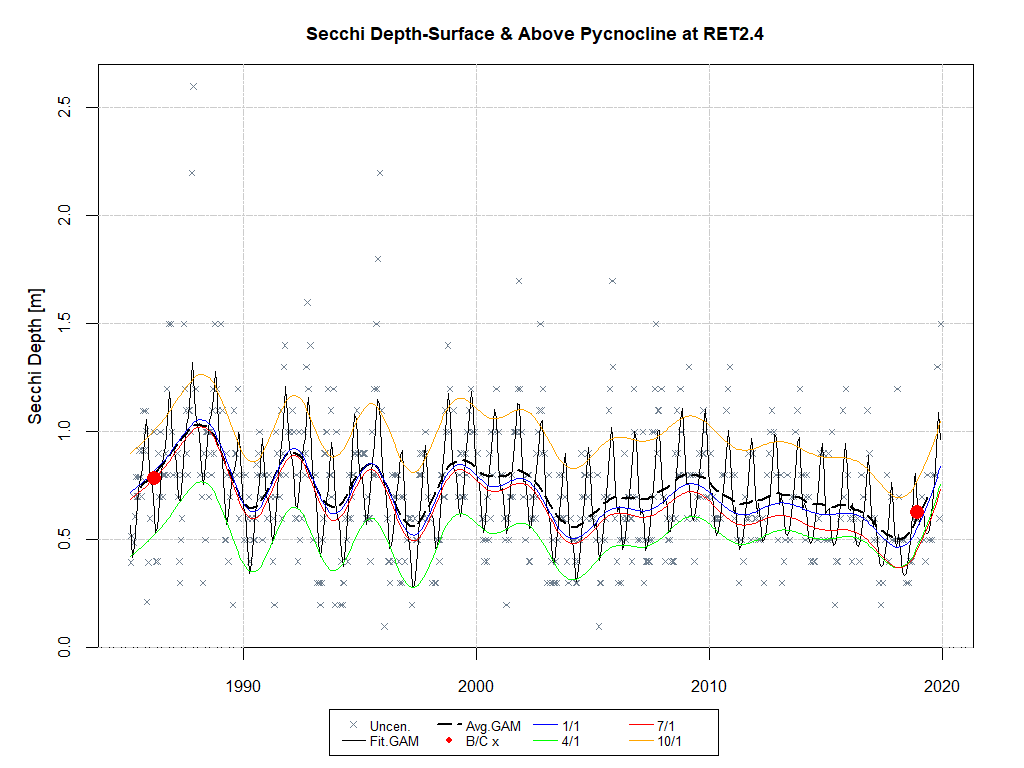 Secchi Depth-Surface & Above Pycnocline at RET2.4
Secchi Depth [m]
2.5
2.0
1.5
1.0
0.5
0.0
1990 2000 2010 2020
Uncen. Avg.GAM 1/1 7/1
Fit.GAM B/C x 4/1 10/1